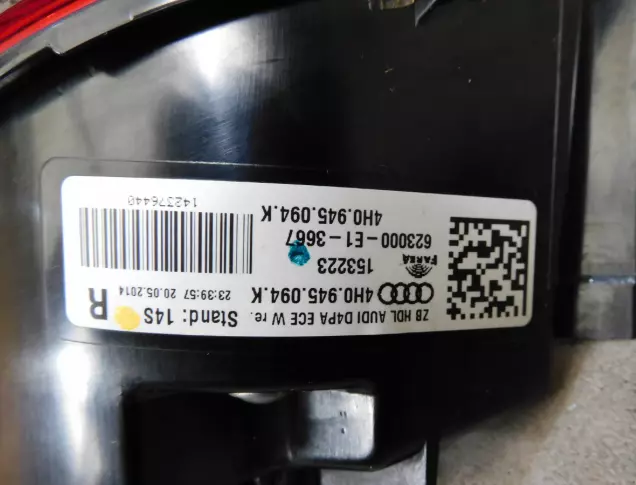 ZB HDL AUDI D4PA ECE W re.
Stand: 14S
4H0.945.094.K
23:39:57 20.05.2014
R
FARBA
153223
623000-E1-3667
4H0.945.094.K
142376440